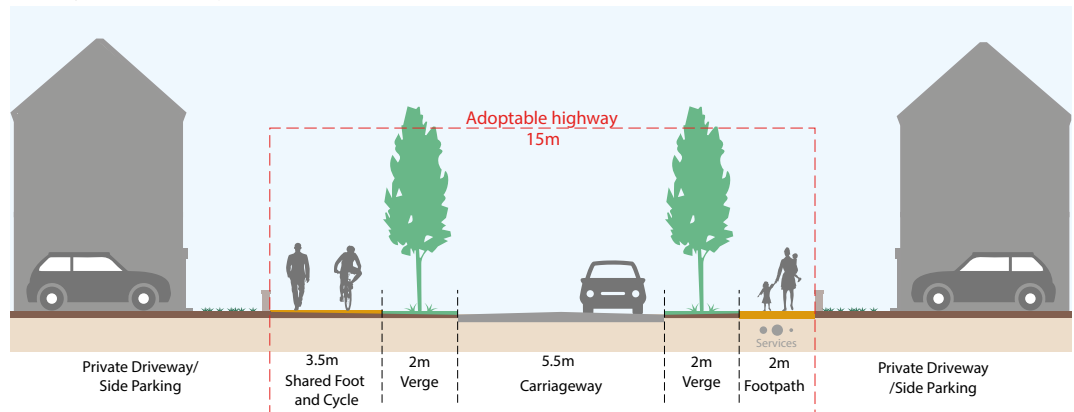 Adoptable highway
15m
Services
Private Driveway/
Side Parking
3.5m
Shared Foot
and Cycle
2m
Verge
5.5m
Carriageway
2m
Verge
2m
Footpath
Private Driveway
/Side Parking